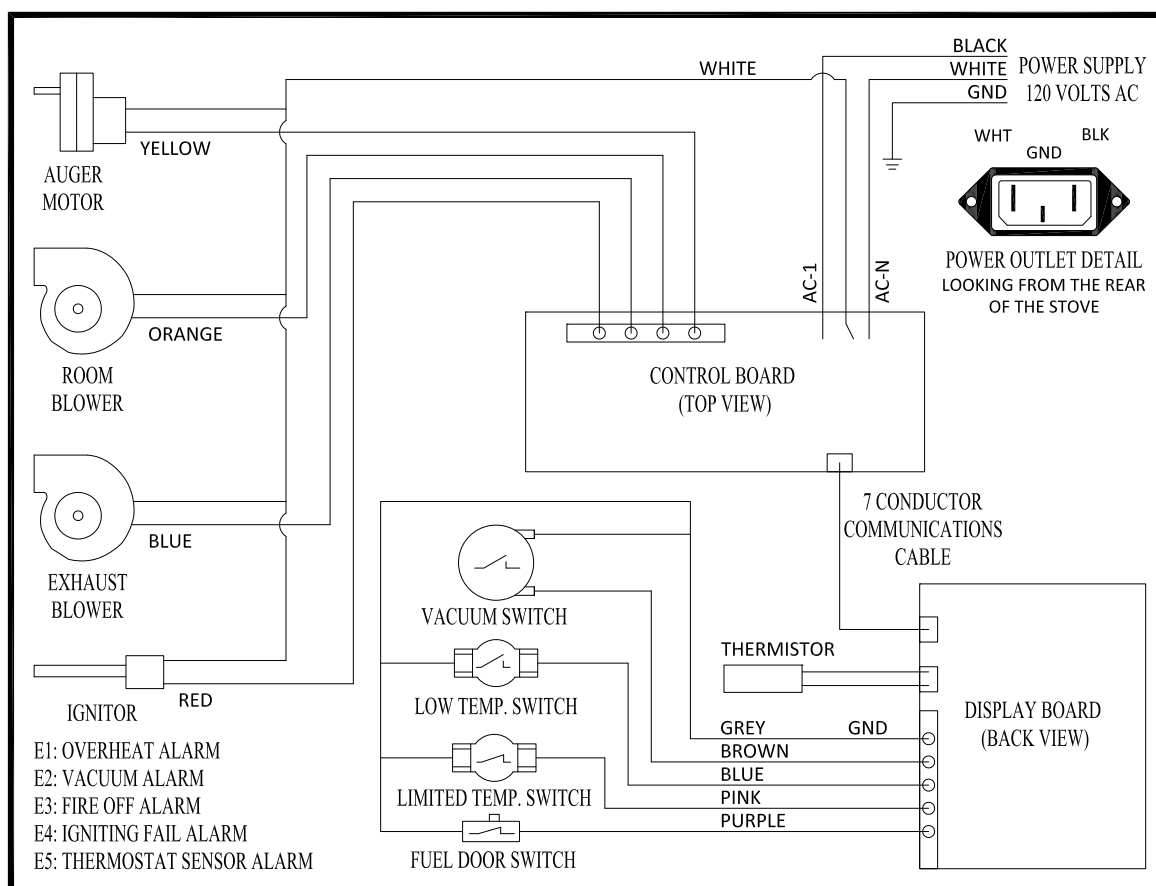 BLACK
WHITE
WHITE
GND
POWER SUPPLY
120 VOLTS AC
YELLOW
AUGER
MOTOR
WHT
BLK
GND
POWER OUTLET DETAIL
LOOKING FROM THE REAR
OF THE STOVE
AC-1
AC-N
ORANGE
ROOM
BLOWER
CONTROL BOARD
(TOP VIEW)
BLUE
EXHAUST
BLOWER
7 CONDUCTOR
COMMUNICATIONS
CABLE
VACUUM SWITCH
THERMISTOR
RED
IGNITOR
LOW TEMP. SWITCH
DISPLAY BOARD
(BACK VIEW)
GREY
GND
BROWN
BLUE
PINK
PURPLE
LIMITED TEMP. SWITCH
FUEL DOOR SWITCH
E1: OVERHEAT ALARM
E2: VACUUM ALARM
E3: FIRE OFF ALARM
E4: IGNITING FAIL ALARM
E5: THERMOSTAT SENSOR ALARM